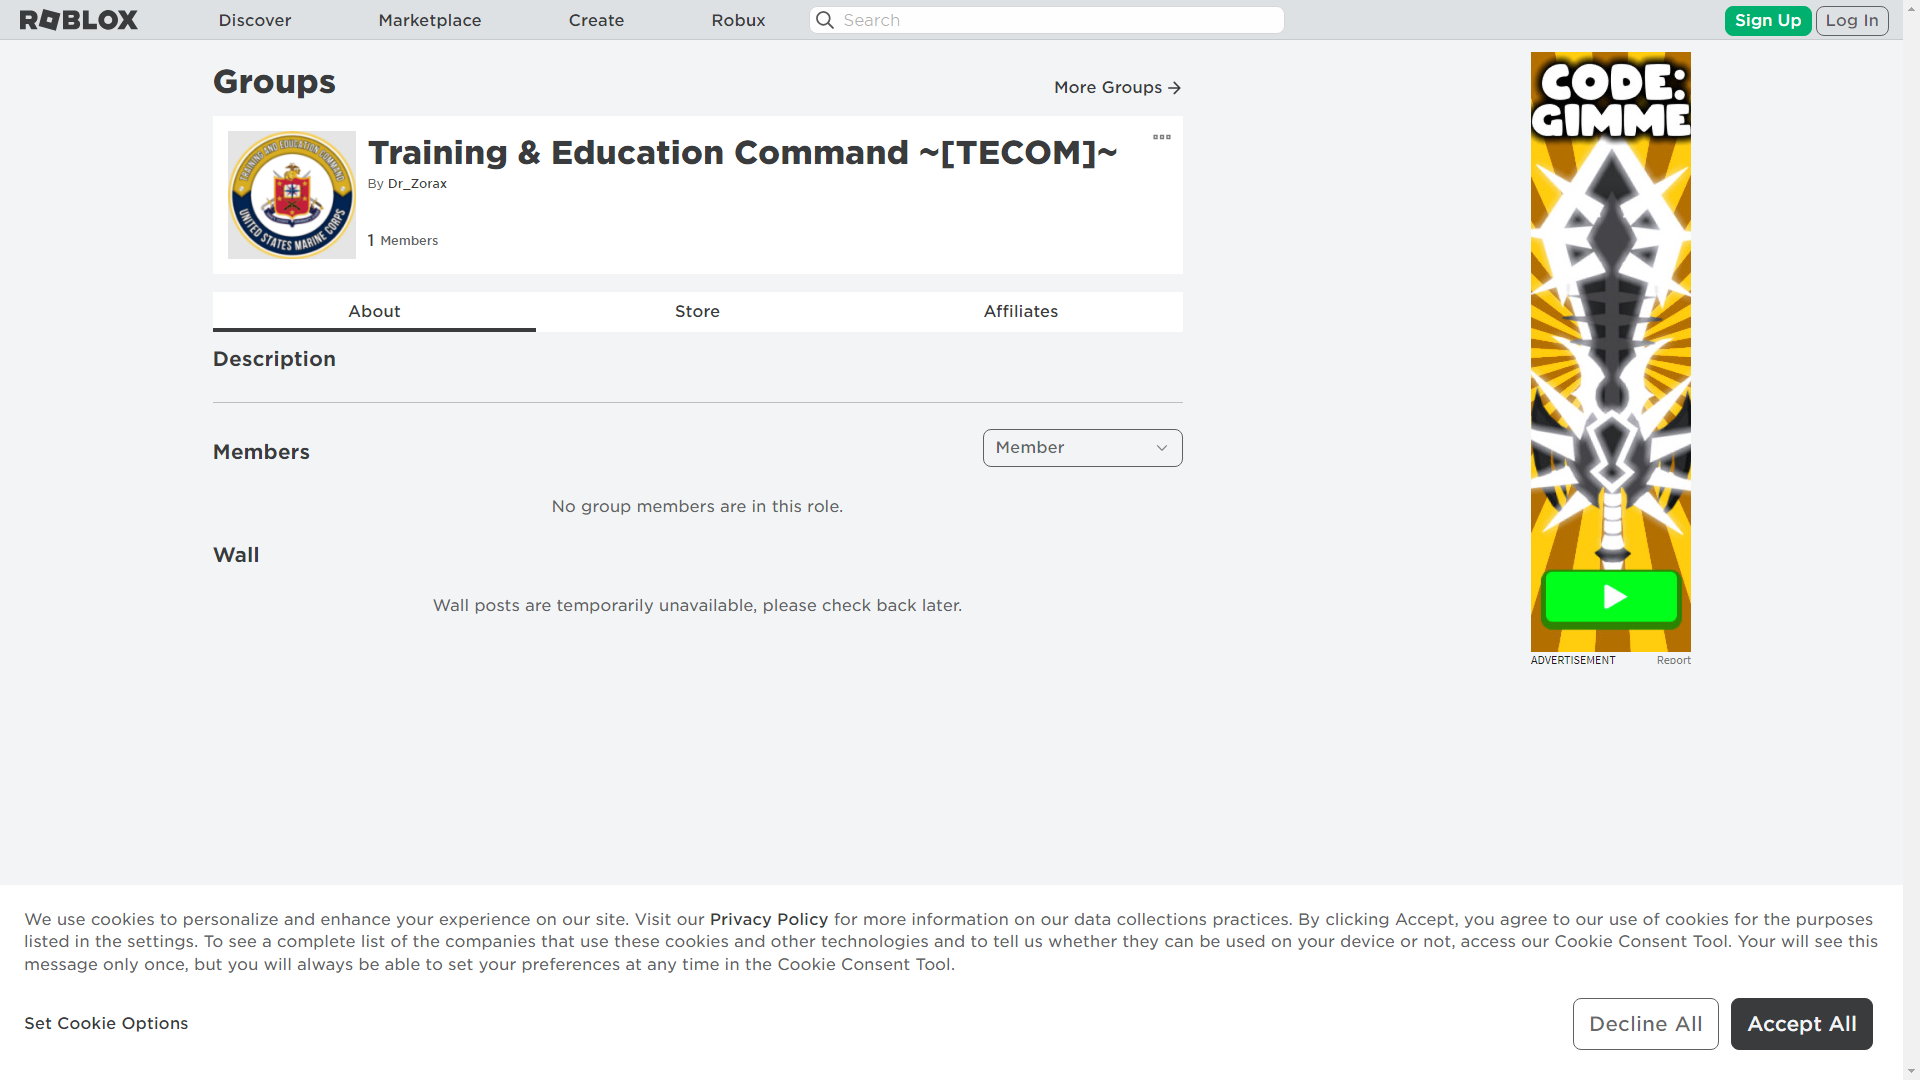 ROBLOX
Discover
Marketplace
Create
Robux
Search
Sign Up
Log In
Groups
More Groups
TRAINING AND EDUCATION COMMAND
UNITED STATES MARINE CORPS
Training & Education Command ~[TECOM]~
By Dr_Zorax
1 Members
About
Store
Affiliates
Description
Members
Member
No group members are in this role.
Wall
Wall posts are temporarily unavailable, please check back later.
CODE:
GIMME
ADVERTISEMENT
Report
We use cookies to personalize and enhance your experience on our site. Visit our Privacy Policy for more information on our data collections practices. By clicking Accept, you agree to our use of cookies for the purposes
listed in the settings. To see a complete list of the companies that use these cookies and other technologies and to tell us whether they can be used on your device or not, access our Cookie Consent Tool. Your will see this
message only once, but you will always be able to set your preferences at any time in the Cookie Consent Tool.
Set Cookie Options
Decline All
Accept All